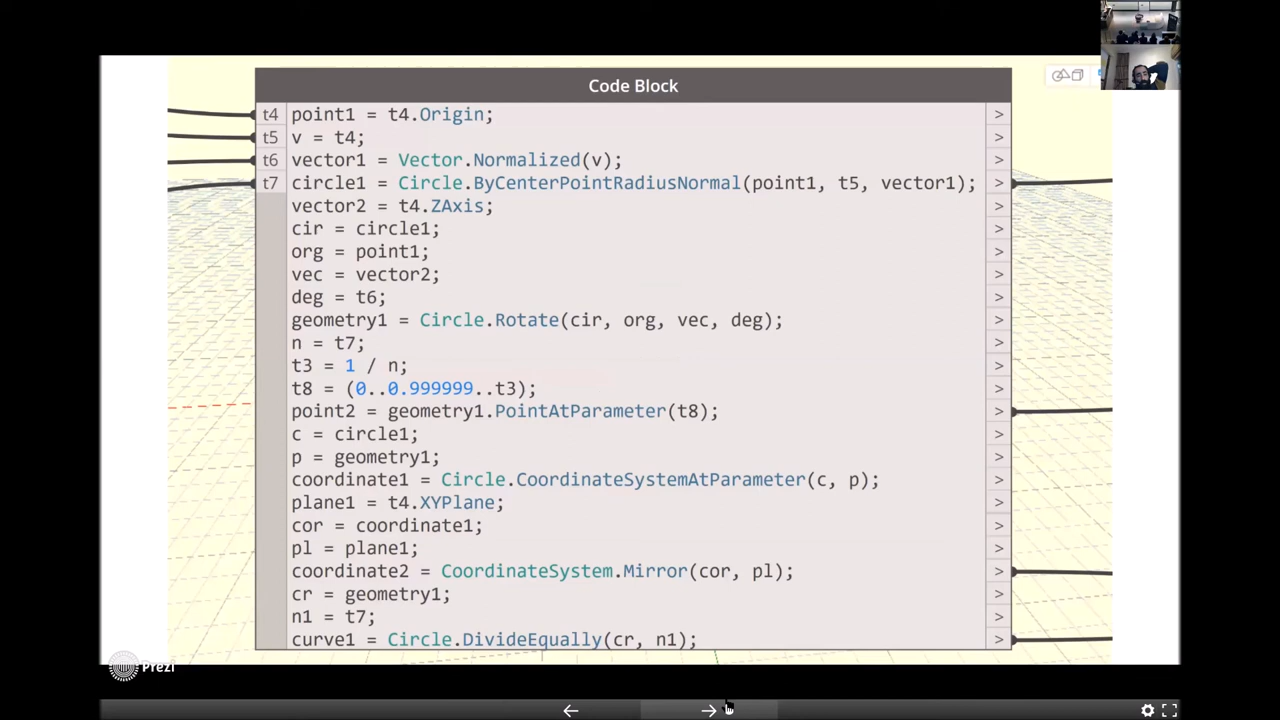 Code Block
t4 point1 = t4.Origin; >
t5 v = t4; >
t6 vector1 = Vector.Normalized(v); >
t7 circle1 = Circle.ByCenterPointRadiusNormal(point1, t5, vector1); >
vector2 = t4.ZAxis; >
cir = circle1; >
org = point1; >
vec = vector2; >
deg = t6; >
geometry1 = Circle.Rotate(cir, org, vec, deg); >
n = t7; >
t3 = 1 / n; >
t8 = (0..0.999999..t3); >
point2 = geometry1.PointAtParameter(t8); >
c = circle1; >
p = geometry1; >
coordinate1 = Circle.CoordinateSystemAtParameter(c, p); >
plane1 = t4.XYPlane; >
cor = coordinate1; >
pl = plane1; >
coordinate2 = CoordinateSystem.Mirror(cor, pl); >
cr = geometry1; >
n1 = t7; >
curve1 = Circle.DivideEqually(cr, n1); >
Prezi